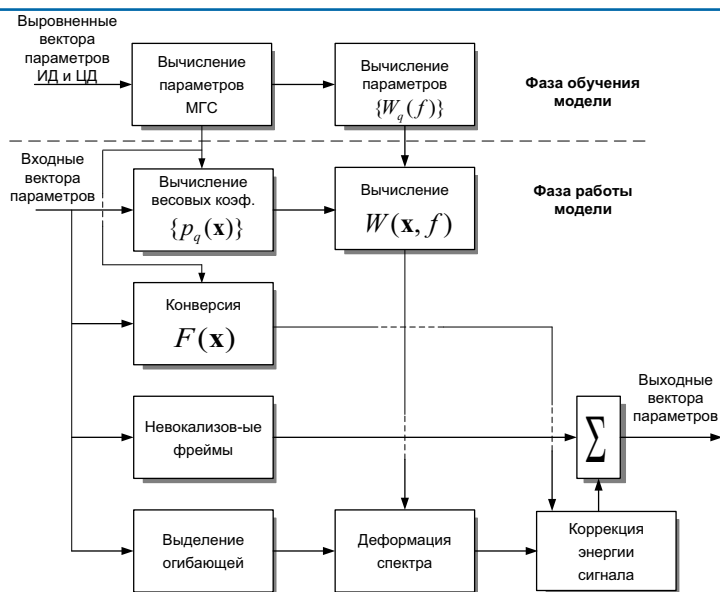 Выровненные
вектора
параметров
ИД и ЦД
Вычисление
параметров
МГС
Вычисление
параметров
{W_q(f)}
Фаза обучения
модели
Входные
вектора
параметров
Вычисление
весовых коэф.
{p_q(x)}
Вычисление
W(x, f)
Фаза работы
модели
Конверсия
F(x)
Невокализов-ые
фреймы
∑
Выходные
вектора
параметров
Выделение
огибающей
Деформация
спектра
Коррекция
энергии
сигнала